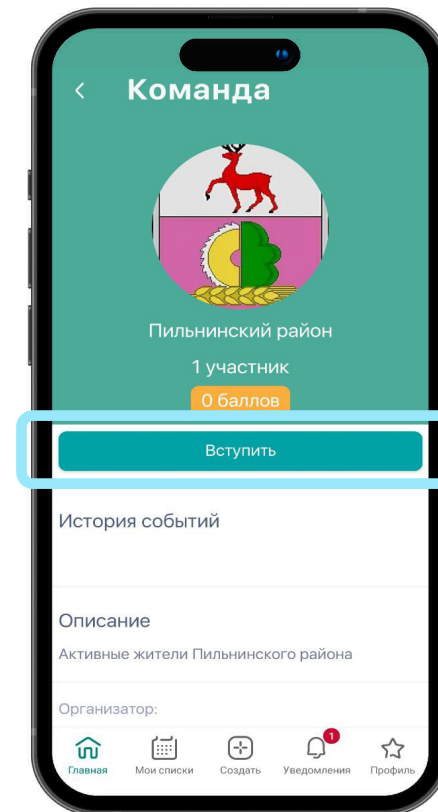 Команда
Пильнинский район
1 участник
0 баллов
Вступить
История событий
Описание
Активные жители Пильнинского района
Организатор:
1
Главная Мои списки Создать Уведомления Профиль